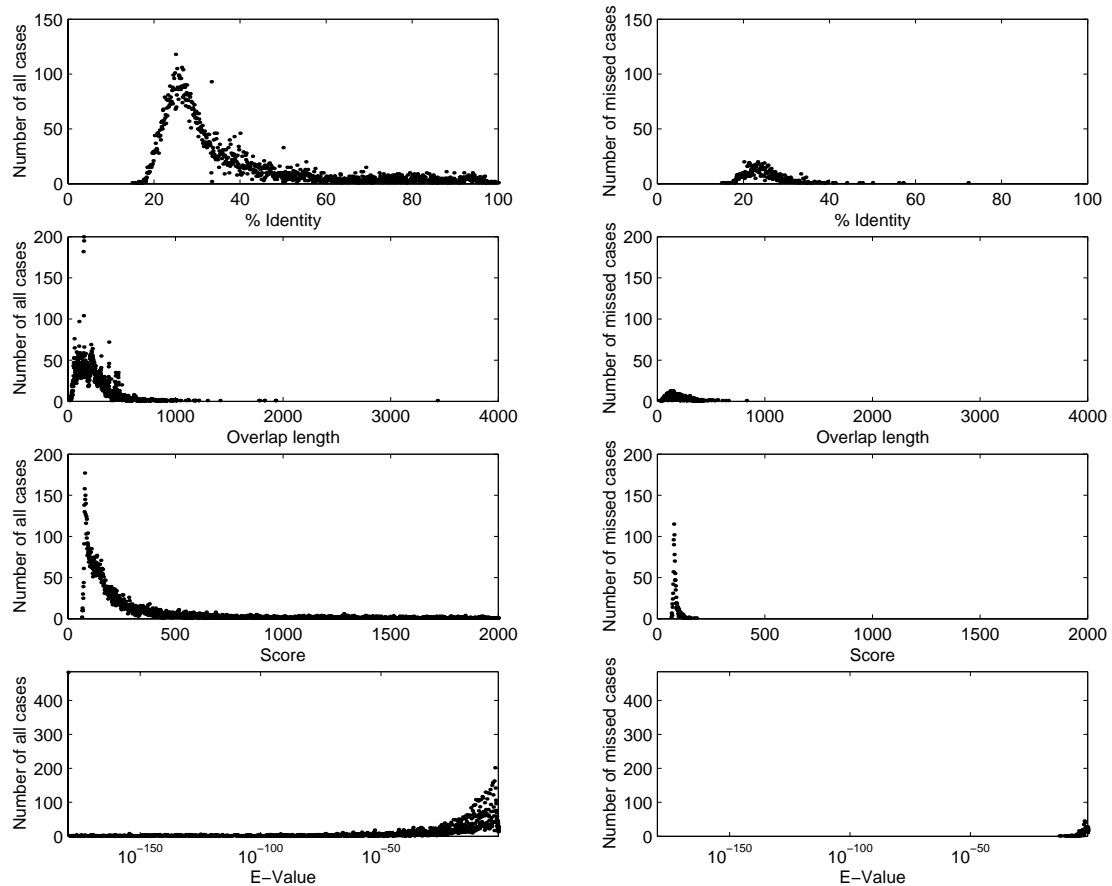 150
100
50
0
Number of all cases
0 20 40 60 80 100
% Identity
150
100
50
0
Number of missed cases
0 20 40 60 80 100
% Identity
200
150
100
50
0
Number of all cases
0 1000 2000 3000 4000
Overlap length
200
150
100
50
0
Number of missed cases
0 1000 2000 3000 4000
Overlap length
200
150
100
50
0
Number of all cases
0 500 1000 1500 2000
Score
200
150
100
50
0
Number of missed cases
0 500 1000 1500 2000
Score
400
300
200
100
0
Number of all cases
10^−150 10^−100 10^−50
E−Value
400
300
200
100
0
Number of missed cases
10^−150 10^−100 10^−50
E−Value